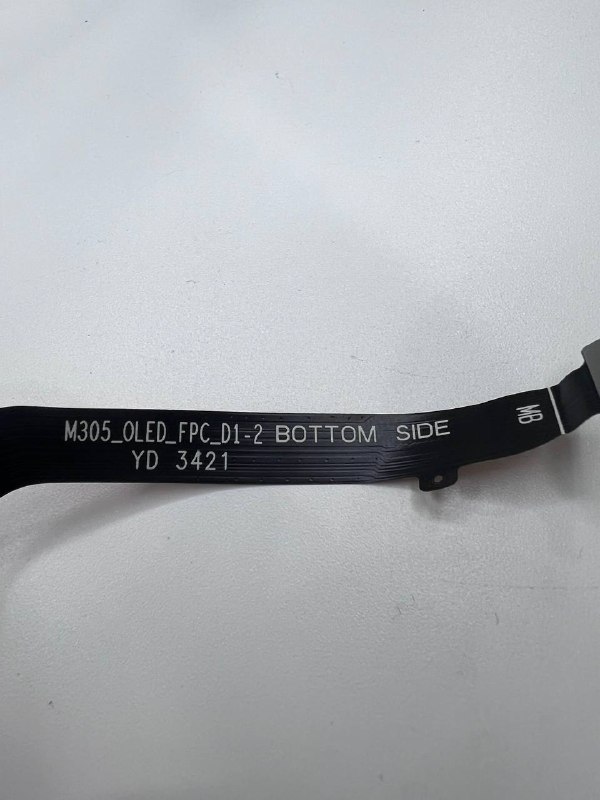 M305_OLED_FPC_D1-2 BOTTOM SIDE
YD 3421
MB